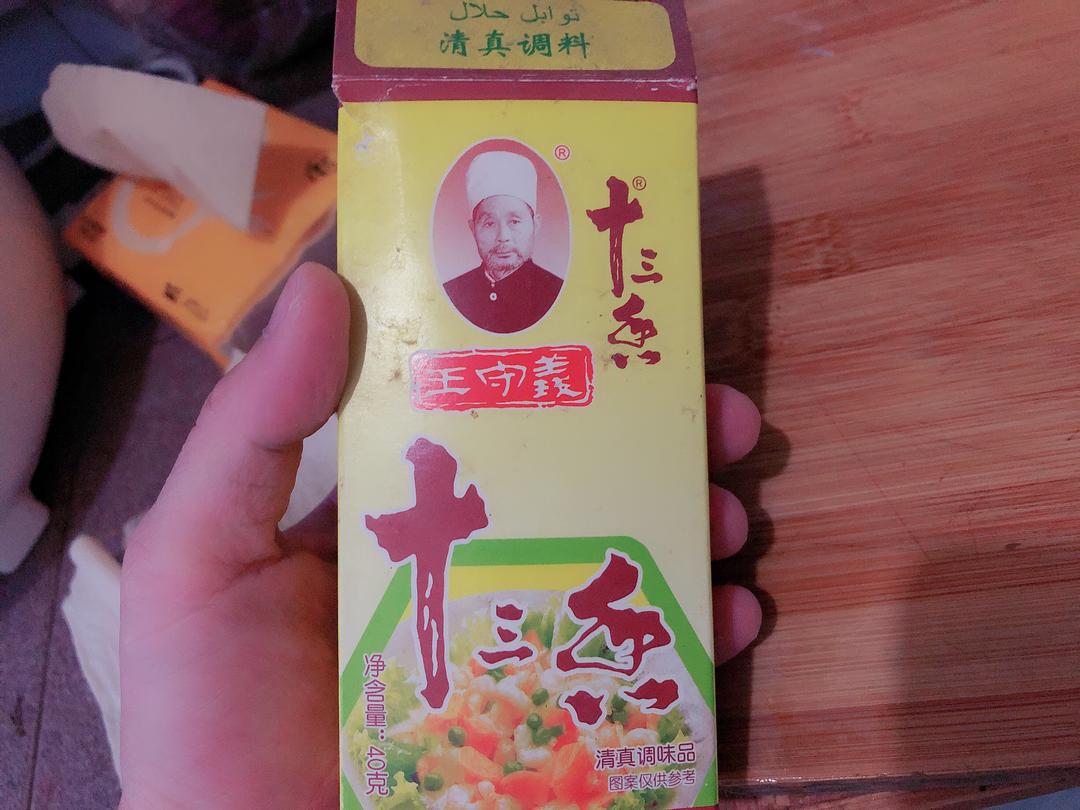 توابل حلال
清真调料
®
®
十三香
王守義
十三香
净含量：40克
清真调味品
图案仅供参考